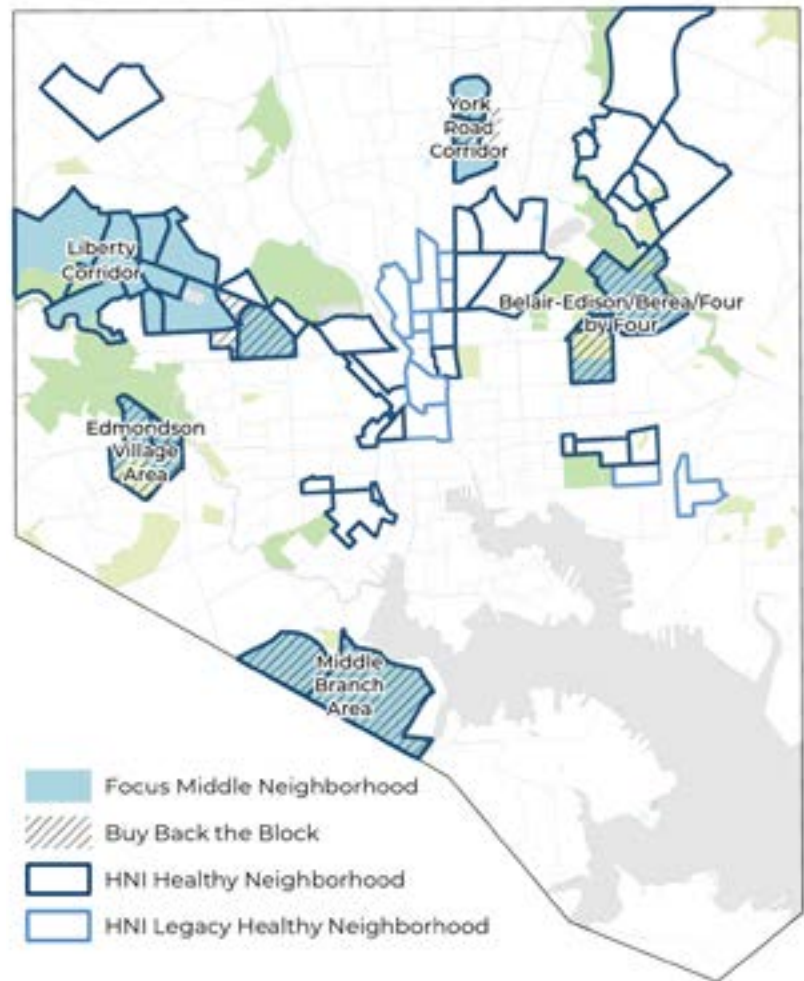 York
Road
Corridor
Liberty
Corridor
Belair-Edison/Berea/Four
by Four
Edmondson
Village
Area
Middle
Branch
Area
Focus Middle Neighborhood
Buy Back the Block
HNI Healthy Neighborhood
HNI Legacy Healthy Neighborhood